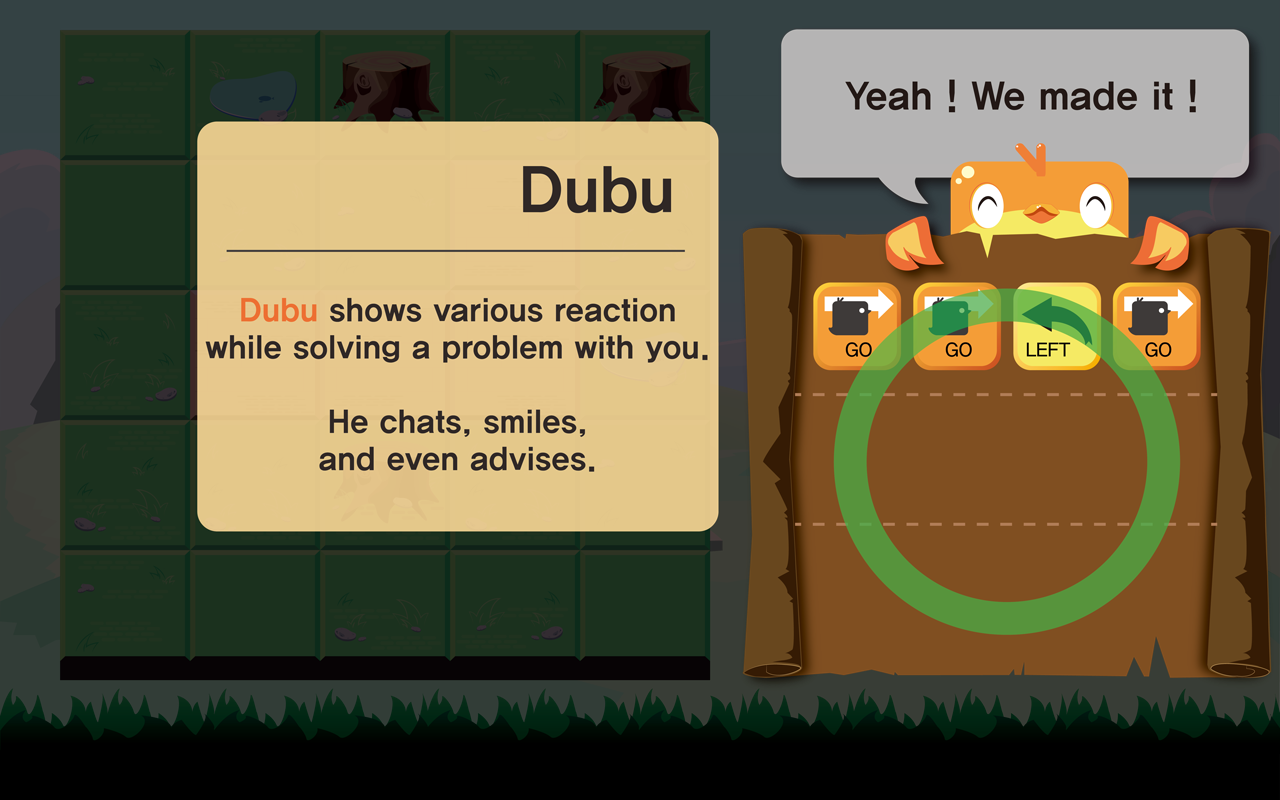 Yeah ! We made it !
Dubu
Dubu shows various reaction
while solving a problem with you.
He chats, smiles,
and even advises.
GO GO LEFT GO